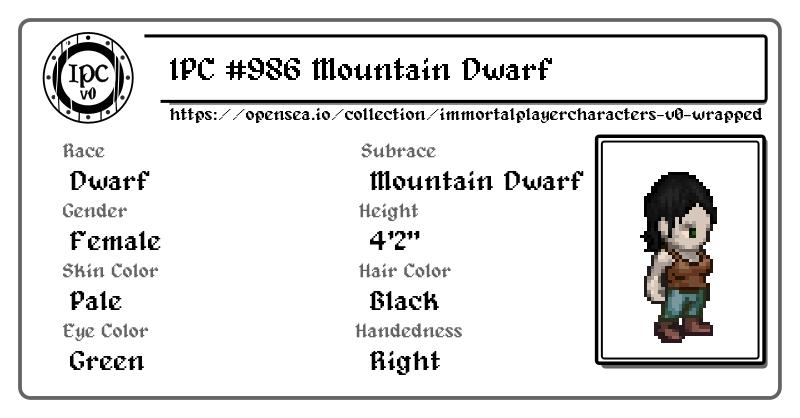 IPC v0
IPC #986 Mountain Dwarf
https://opensea.io/collection/immortalplayercharacters-v0-wrapped
Race
Dwarf
Subrace
Mountain Dwarf
Gender
Female
Height
4'2"
Skin Color
Pale
Hair Color
Black
Eye Color
Green
Handedness
Right